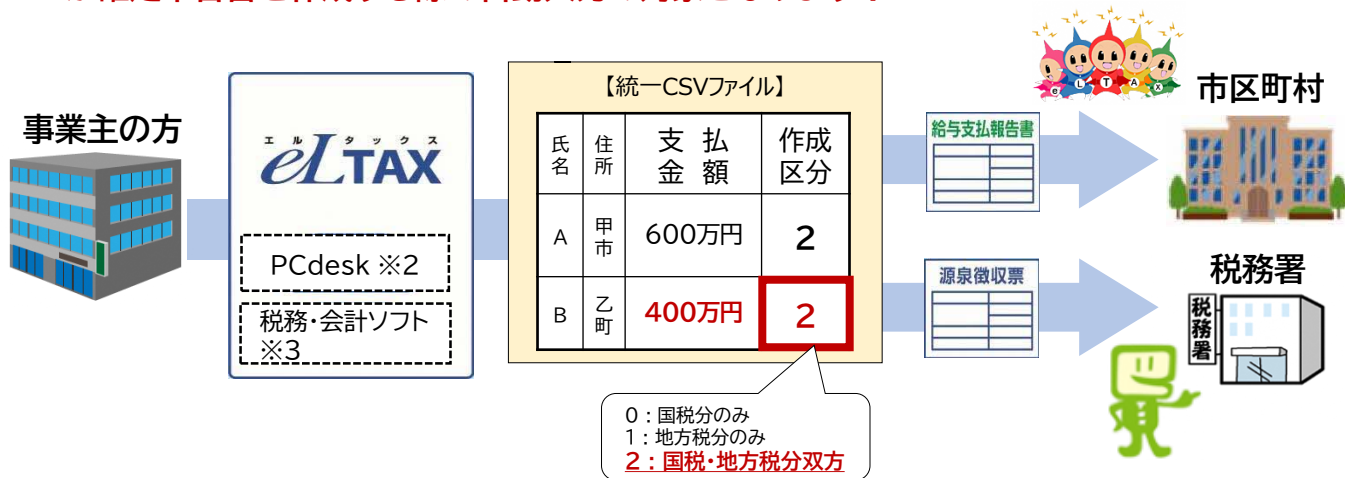 事業主の方
エルタックス
eLTAX
PCdesk ※2
税務・会計ソフト
※3
【統一CSVファイル】
氏名 住所 支払金額 作成区分
A 甲市 600万円 2
B 乙町 400万円 2
0：国税分のみ
1：地方税分のみ
2：国税・地方税分双方
給与支払報告書
源泉徴収票
e L T A x
市区町村
税務署
税務署